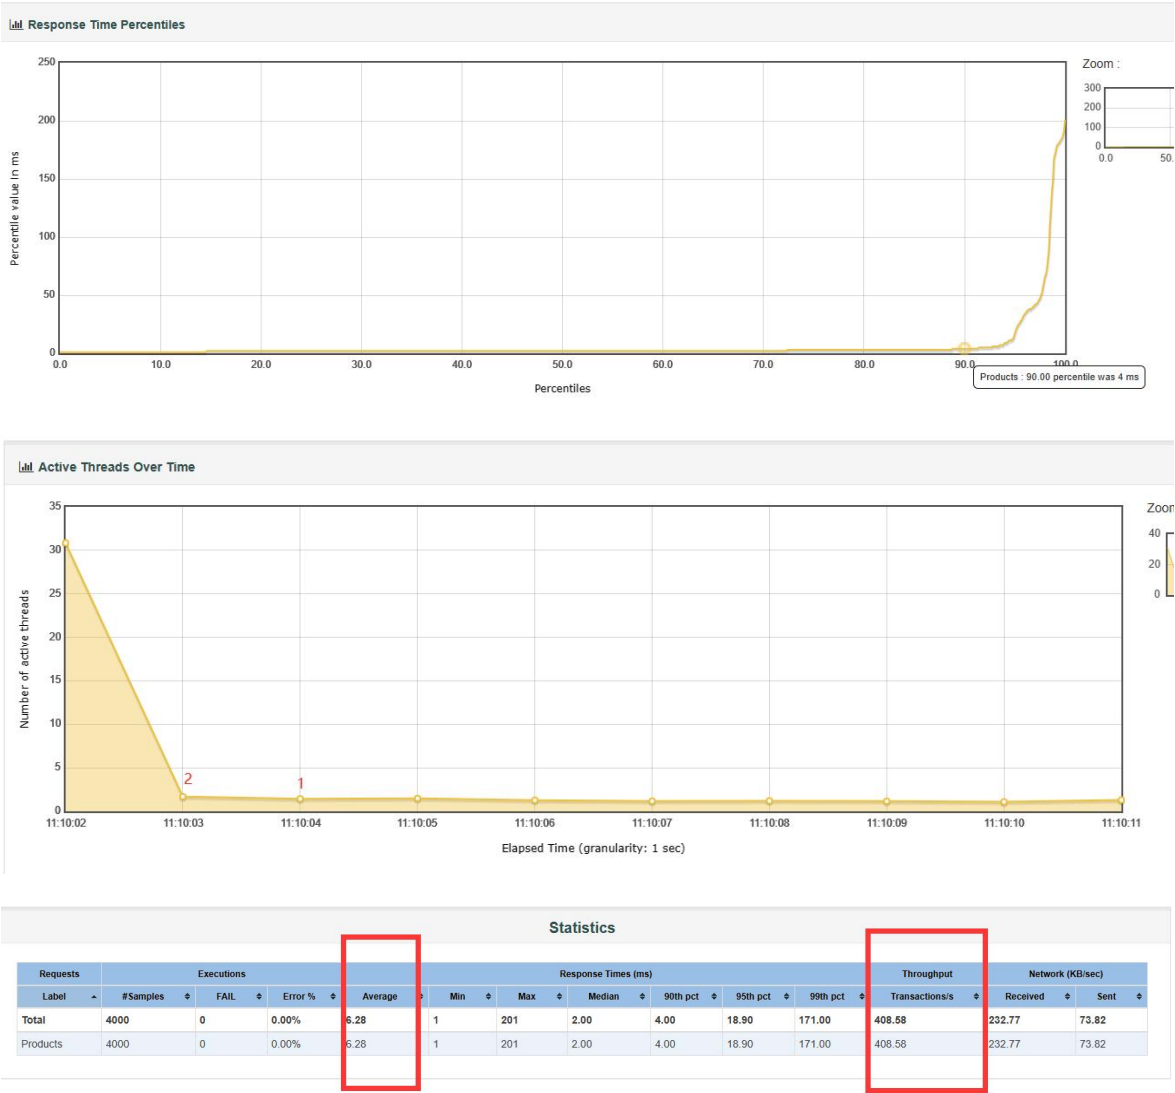 Response Time Percentiles
Zoom :
250
200
150
100
50
0
Percentile value in ms
0.0 10.0 20.0 30.0 40.0 50.0 60.0 70.0 80.0 90.0 100.0
Percentiles
Products : 90.00 percentile was 4 ms
300
200
100
0
0.0 50.
Active Threads Over Time
Zoom
35
30
25
20
15
10
5
0
Number of active threads
2
1
11:10:02 11:10:03 11:10:04 11:10:05 11:10:06 11:10:07 11:10:08 11:10:09 11:10:10 11:10:11
Elapsed Time (granularity: 1 sec)
40
20
0
Statistics
Requests Executions Response Times (ms) Throughput Network (KB/sec)
Label #Samples FAIL Error % Average Min Max Median 90th pct 95th pct 99th pct Transactions/s Received Sent
Total 4000 0 0.00% 6.28 1 201 2.00 4.00 18.90 171.00 408.58 232.77 73.82
Products 4000 0 0.00% 6.28 1 201 2.00 4.00 18.90 171.00 408.58 232.77 73.82